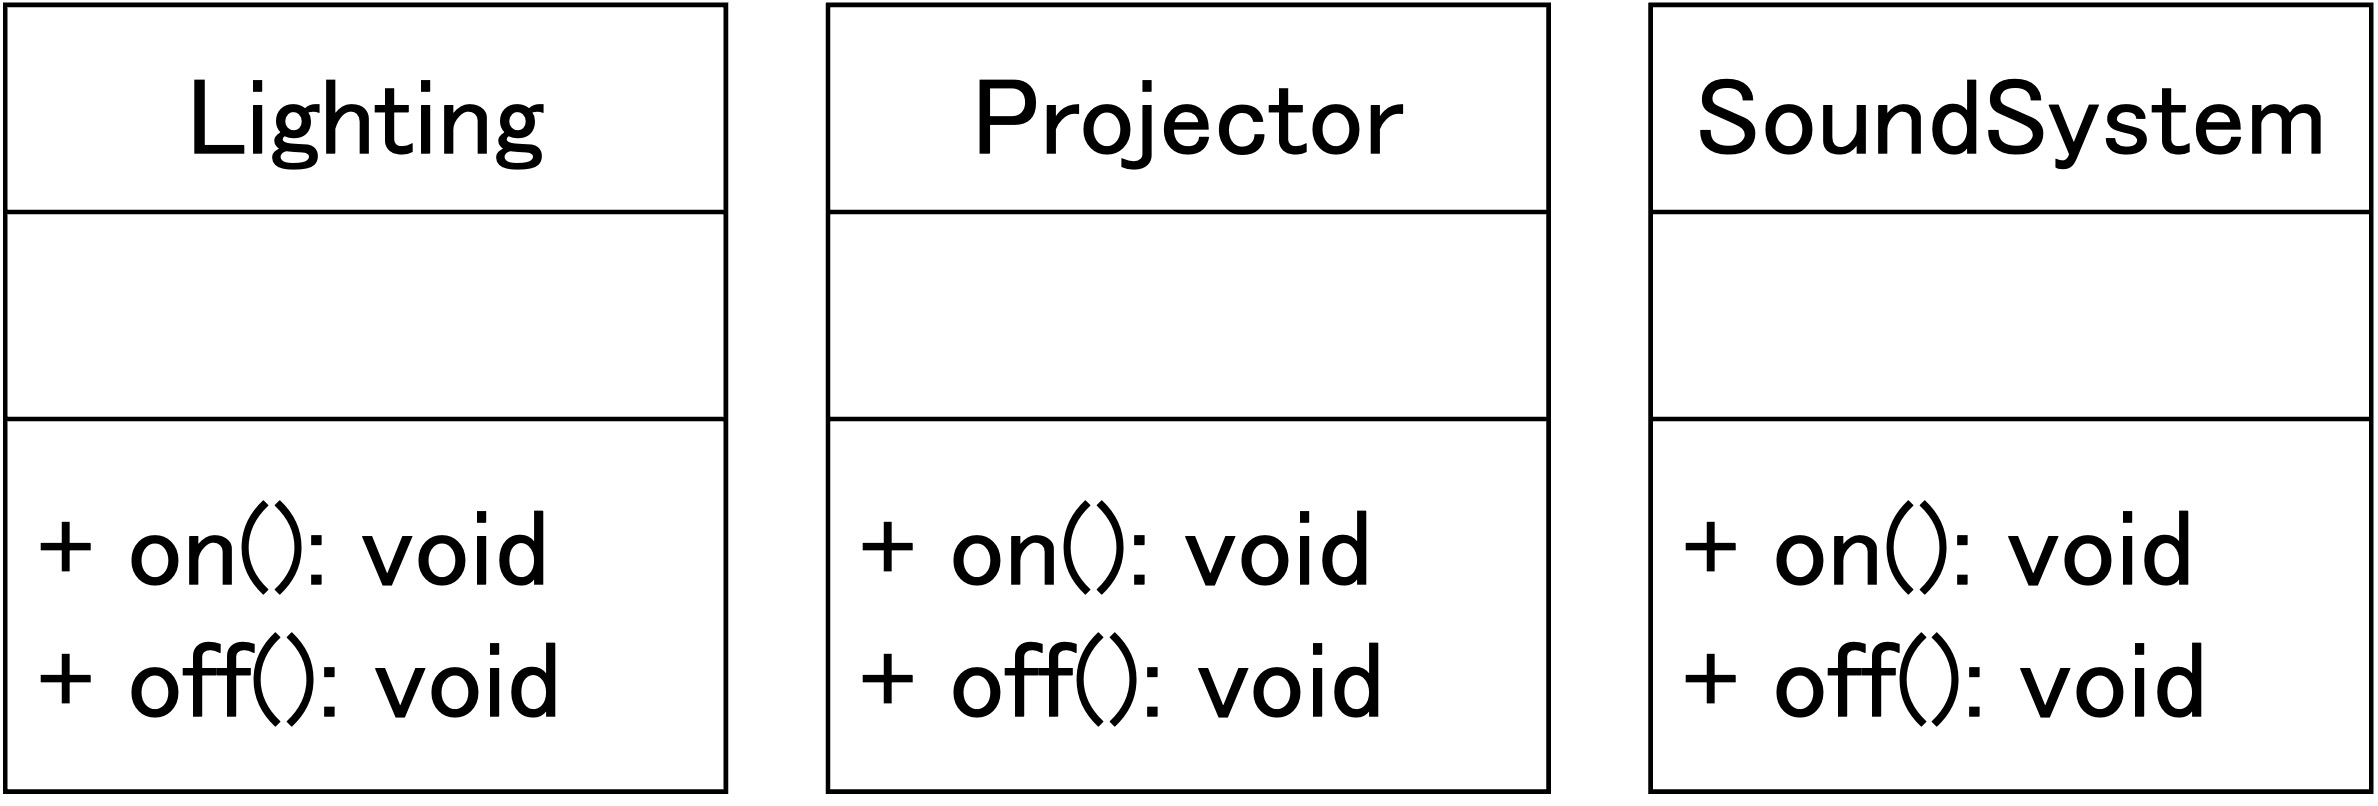 Lighting
+ on(): void
+ off(): void
Projector
+ on(): void
+ off(): void
SoundSystem
+ on(): void
+ off(): void